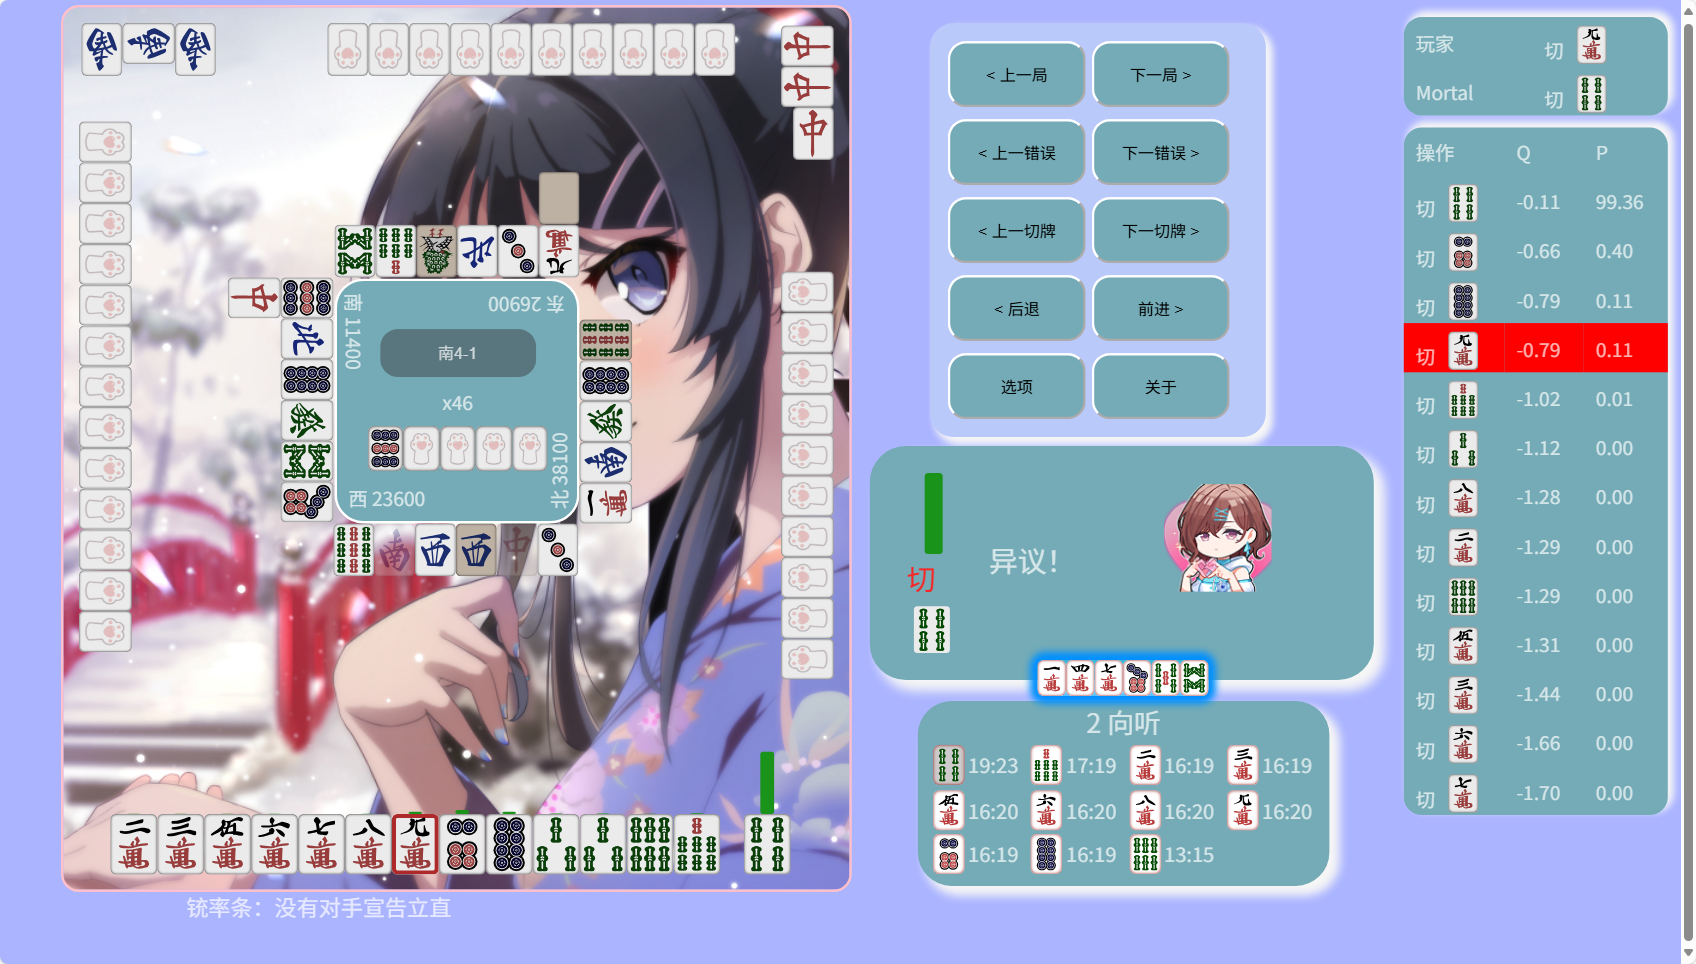 南 11400
东 26900
南4-1
x46
西 23600
北 38100
铳率条：没有对手宣告立直
< 上一局
下一局 >
< 上一错误
下一错误 >
< 上一切牌
下一切牌 >
< 后退
前进 >
选项
关于
切
异议！
2 向听
19:23 17:19 16:19 16:19
16:20 16:20 16:20 16:20
16:19 16:19 13:15
玩家 切
Mortal 切
操作 Q P
切 -0.11 99.36
切 -0.66 0.40
切 -0.79 0.11
切 -0.79 0.11
切 -1.02 0.01
切 -1.12 0.00
切 -1.28 0.00
切 -1.29 0.00
切 -1.29 0.00
切 -1.31 0.00
切 -1.44 0.00
切 -1.66 0.00
切 -1.70 0.00